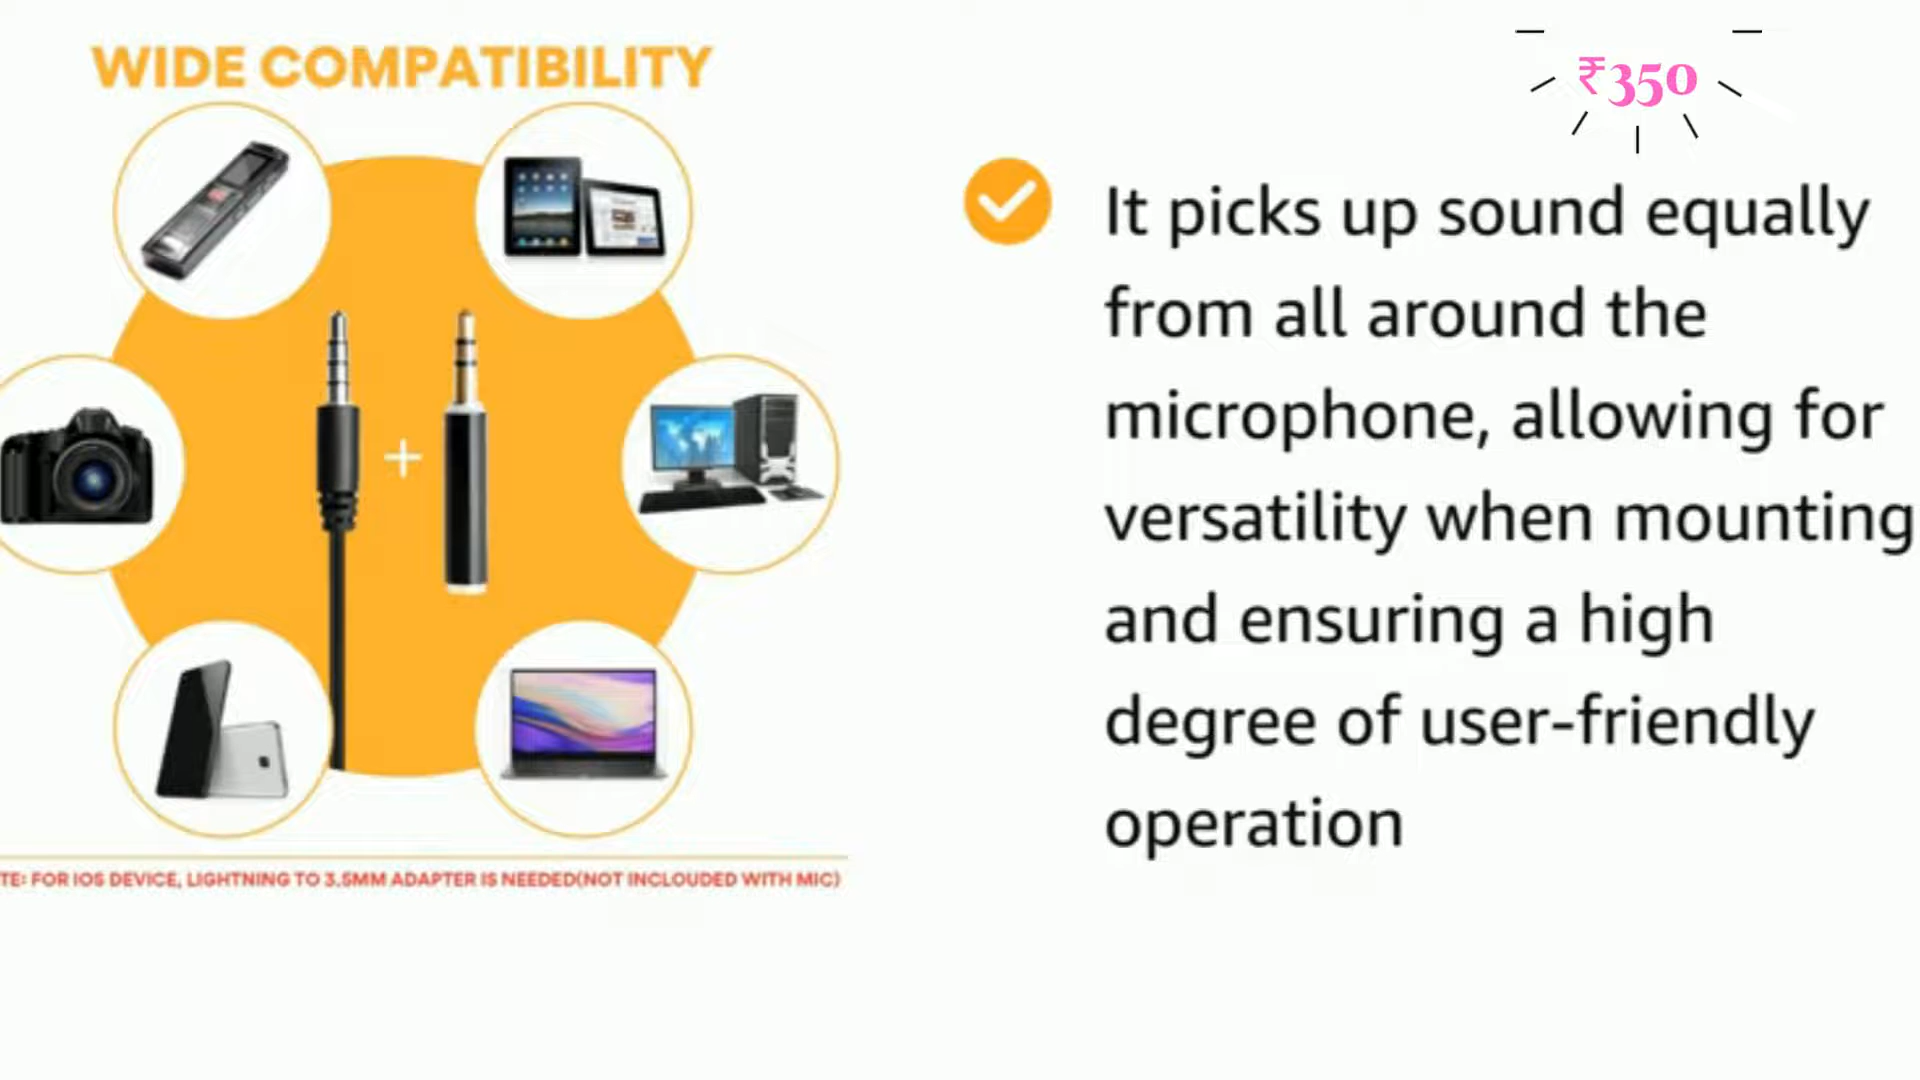 WIDE COMPATIBILITY
₹350
It picks up sound equally
from all around the
microphone, allowing for
versatility when mounting
and ensuring a high
degree of user-friendly
operation
TE: FOR IOS DEVICE, LIGHTNING TO 3.5MM ADAPTER IS NEEDED(NOT INCLOUDED WITH MIC)